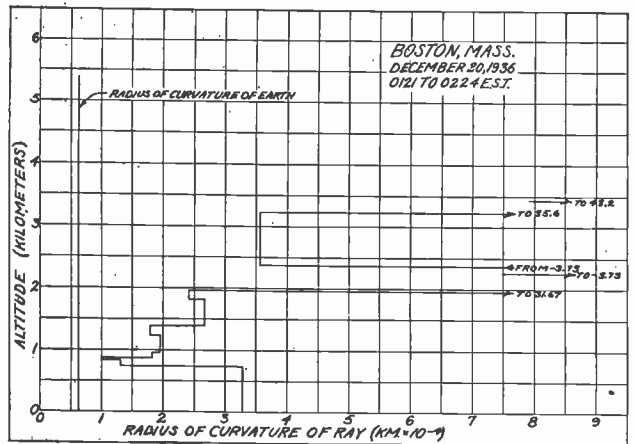 BOSTON, MASS.
DECEMBER 20, 1936
0121 TO 0224 E.S.T.
RADIUS OF CURVATURE OF EARTH
TO 43.2
TO 35.6
FROM -3.73
TO -3.73
TO 31.67
ALTITUDE (KILOMETERS)
6
5
4
3
2
1
0
0 1 2 3 4 5 6 7 8 9
RADIUS OF CURVATURE OF RAY (KM.×10⁻⁴)